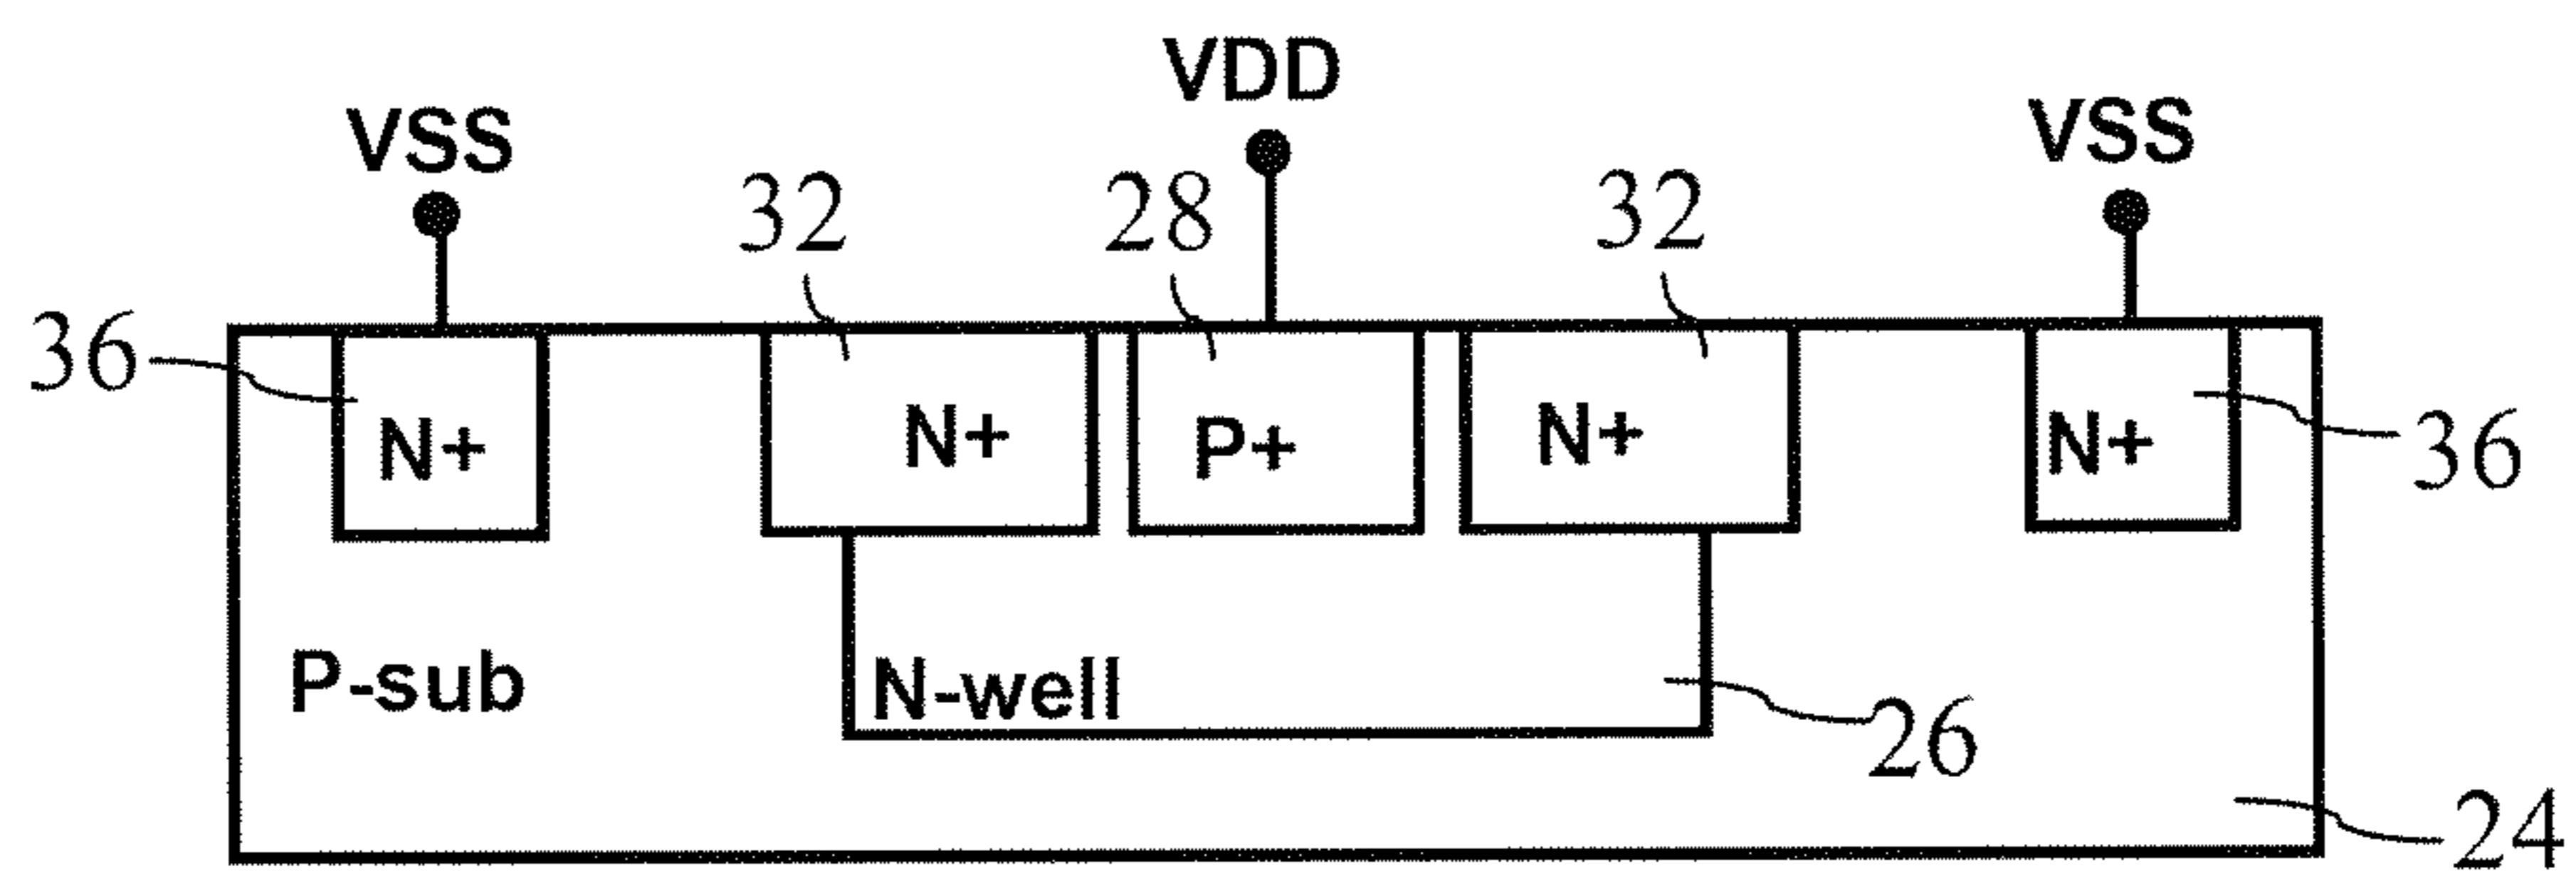 VDD
VSS VSS
32 28 32
36 N+ N+ P+ N+ N+ 36
P-sub N-well 26
24